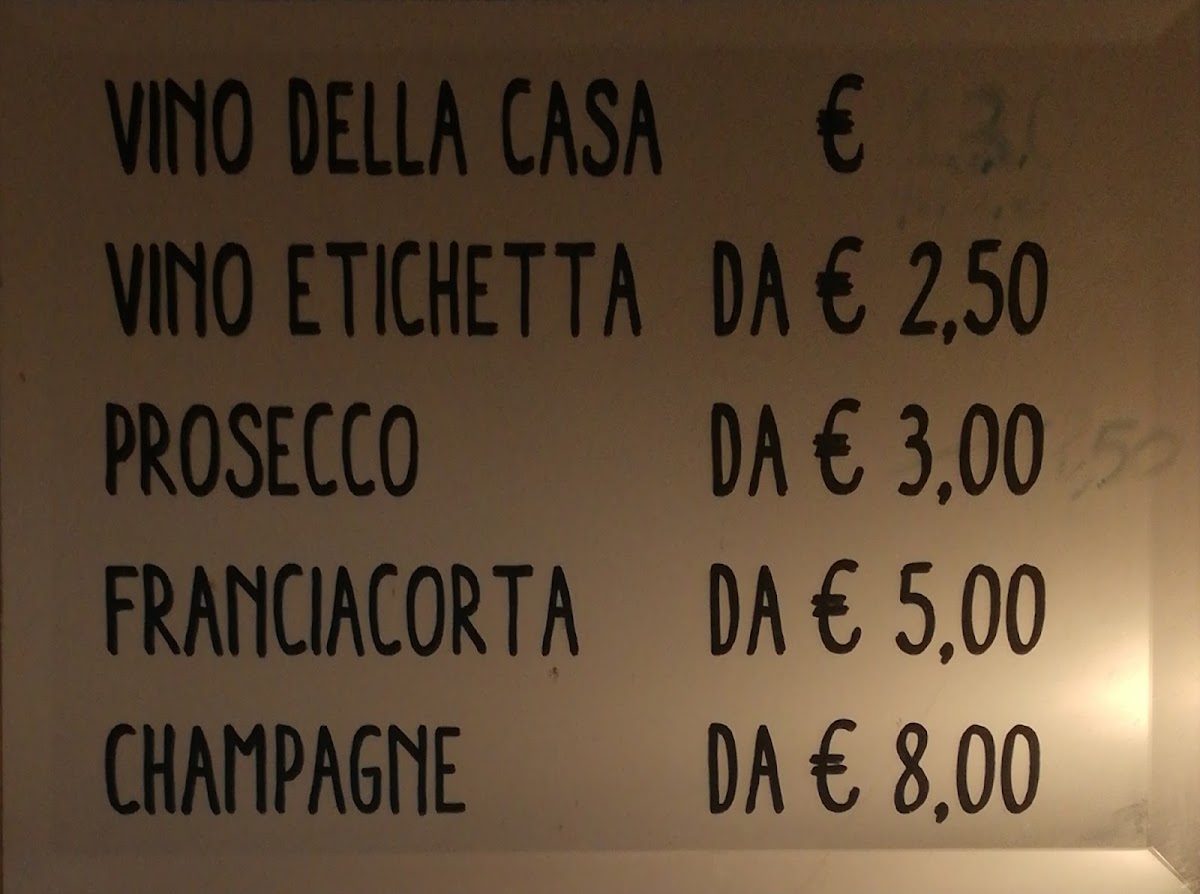 VINO DELLA CASA €
VINO ETICHETTA DA € 2,50
PROSECCO DA € 3,00
FRANCIACORTA DA € 5,00
CHAMPAGNE DA € 8,00